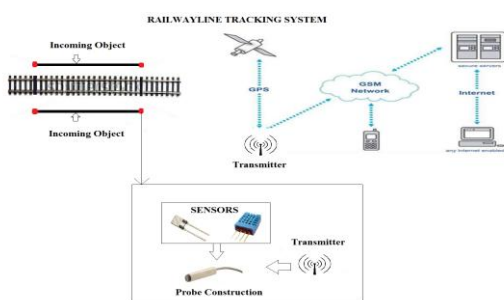 RAILWAYLINE TRACKING SYSTEM
Incoming Object
Incoming Object
GPS
GSM
Network
secure servers
Internet
any internet enabled
Transmitter
SENSORS
Transmitter
Probe Construction